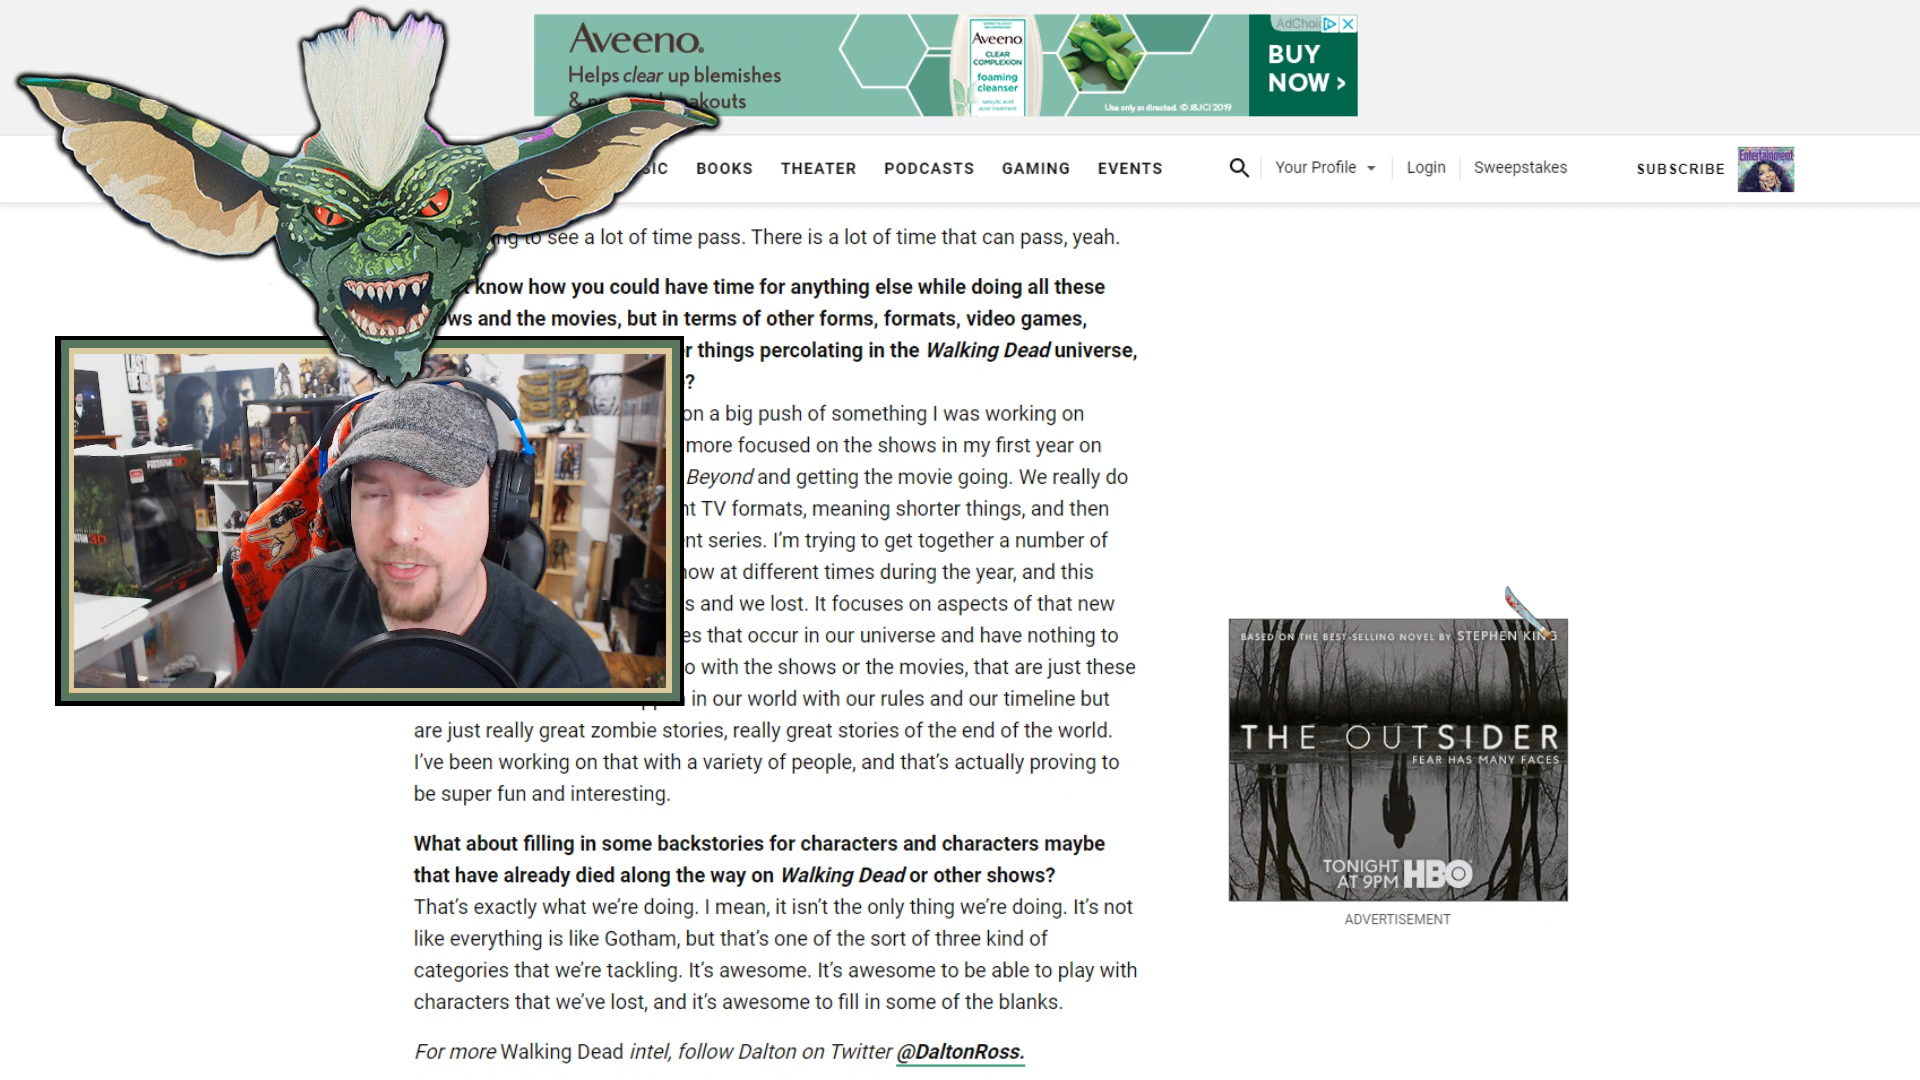 Aveeno
Helps clear up blemishes
&
Aveeno
CLEAR
COMPLEXION
foaming
cleanser
salicylic acid
acne treatment
Use only as directed. © J&JCI 2019
BUY
NOW >
BOOKS THEATER PODCASTS GAMING EVENTS
Your Profile Login Sweepstakes
SUBSCRIBE
Entertainment
to see a lot of time pass. There is a lot of time that can pass, yeah.
know how you could have time for anything else while doing all these
and the movies, but in terms of other forms, formats, video games,
things percolating in the Walking Dead universe,
?
on a big push of something I was working on
more focused on the shows in my first year on
Beyond and getting the movie going. We really do
TV formats, meaning shorter things, and then
series. I'm trying to get together a number of
at different times during the year, and this
and we lost. It focuses on aspects of that new
that occur in our universe and have nothing to
with the shows or the movies, that are just these
in our world with our rules and our timeline but
are just really great zombie stories, really great stories of the end of the world.
I've been working on that with a variety of people, and that's actually proving to
be super fun and interesting.
What about filling in some backstories for characters and characters maybe
that have already died along the way on Walking Dead or other shows?
That's exactly what we're doing. I mean, it isn't the only thing we're doing. It's not
like everything is like Gotham, but that's one of the sort of three kind of
categories that we're tackling. It's awesome. It's awesome to be able to play with
characters that we've lost, and it's awesome to fill in some of the blanks.
For more Walking Dead intel, follow Dalton on Twitter @DaltonRoss.
BASED ON THE BEST-SELLING NOVEL BY STEPHEN KING
THE OUTSIDER
FEAR HAS MANY FACES
TONIGHT
AT 9PM HBO
ADVERTISEMENT